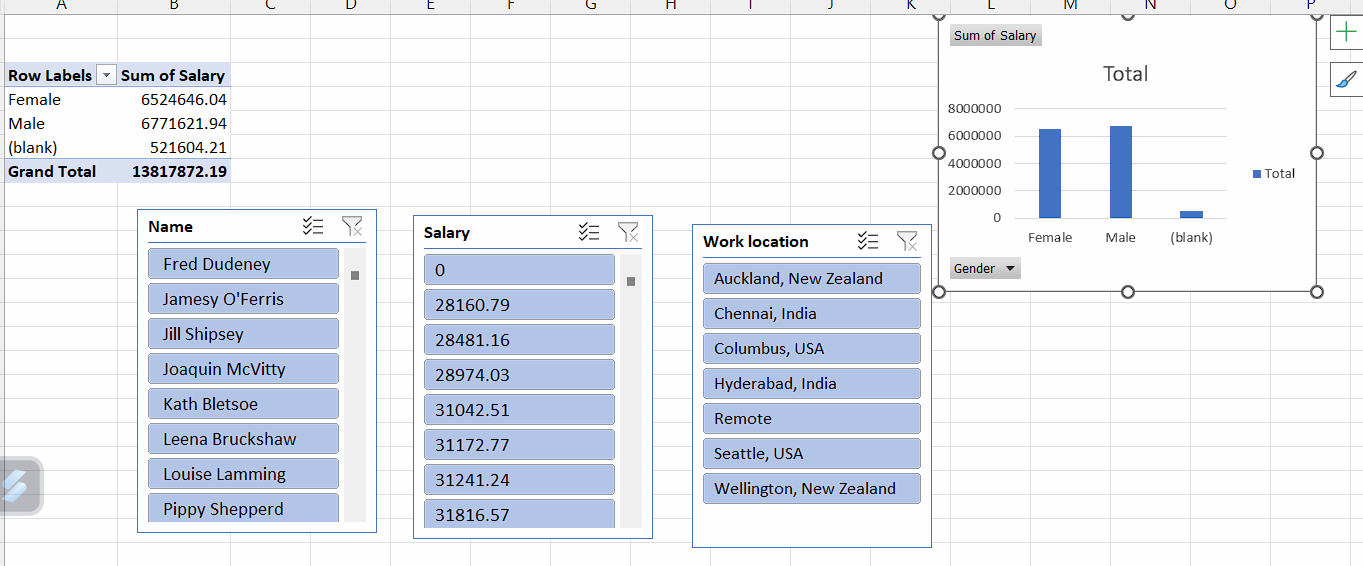 A B C D E F G H I J K L M N O P
Row Labels Sum of Salary
Female 6524646.04
Male 6771621.94
(blank) 521604.21
Grand Total 13817872.19
Name
Fred Dudeney
Jamesy O'Ferris
Jill Shipsey
Joaquin McVitty
Kath Bletsoe
Leena Bruckshaw
Louise Lamming
Pippy Shepperd
Salary
0
28160.79
28481.16
28974.03
31042.51
31172.77
31241.24
31816.57
Work location
Auckland, New Zealand
Chennai, India
Columbus, USA
Hyderabad, India
Remote
Seattle, USA
Wellington, New Zealand
Sum of Salary
Total
8000000
6000000
4000000
2000000
0
Female Male (blank)
Total
Gender